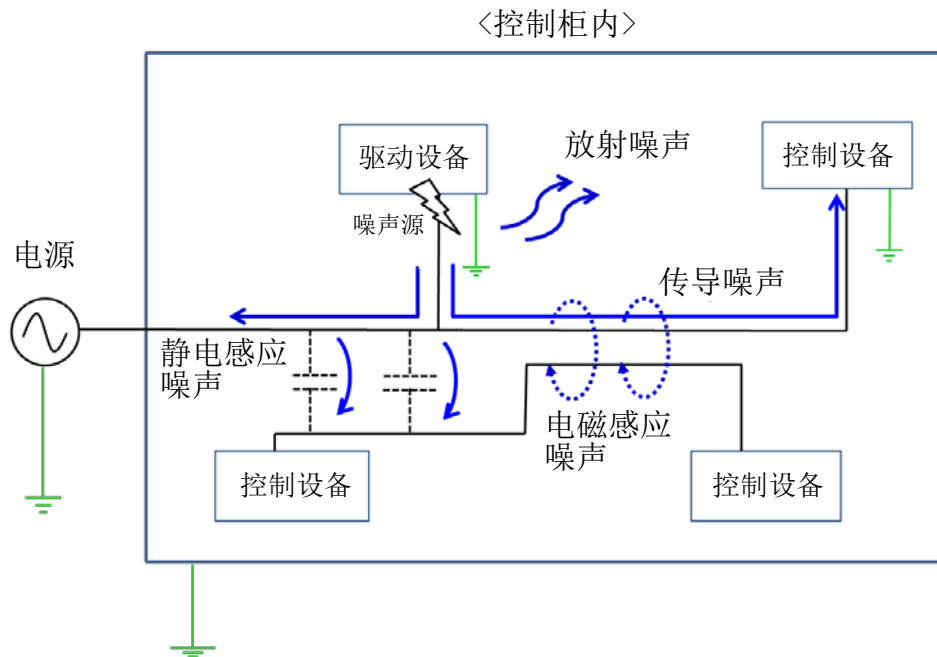 <控制柜内>
驱动设备
放射噪声
控制设备
噪声源
电源
传导噪声
静电感应
噪声
电磁感应
噪声
控制设备
控制设备